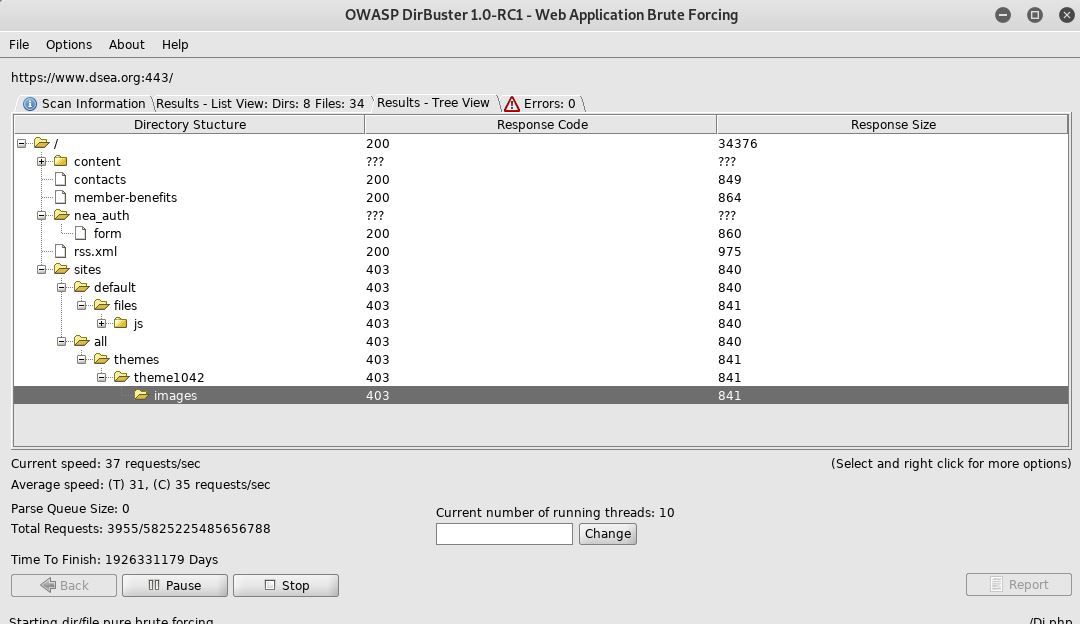 OWASP DirBuster 1.0-RC1 - Web Application Brute Forcing
File Options About Help
https://www.dsea.org:443/
Scan Information Results - List View: Dirs: 8 Files: 34 Results - Tree View Errors: 0
Directory Stucture Response Code Response Size
/ 200 34376
content ??? ???
contacts 200 849
member-benefits 200 864
nea_auth ??? ???
form 200 860
rss.xml 200 975
sites 403 840
default 403 840
files 403 841
js 403 840
all 403 840
themes 403 841
theme1042 403 841
images 403 841
Current speed: 37 requests/sec (Select and right click for more options)
Average speed: (T) 31, (C) 35 requests/sec
Parse Queue Size: 0
Current number of running threads: 10
Total Requests: 3955/5825225485656788
Change
Time To Finish: 1926331179 Days
Back Pause Stop Report
Starting dir/file pure brute forcing /Dj.php